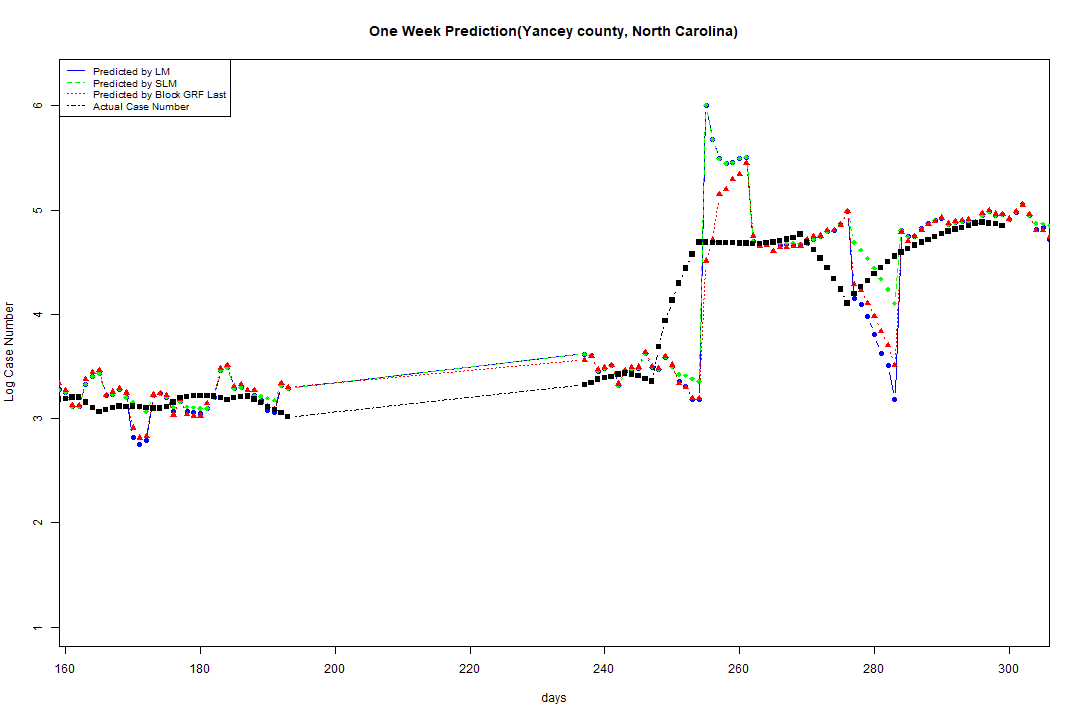 One Week Prediction(Yancey county, North Carolina)
Predicted by LM
Predicted by SLM
Predicted by Block GRF Last
Actual Case Number
Log Case Number
6
5
4
3
2
1
160 180 200 220 240 260 280 300
days